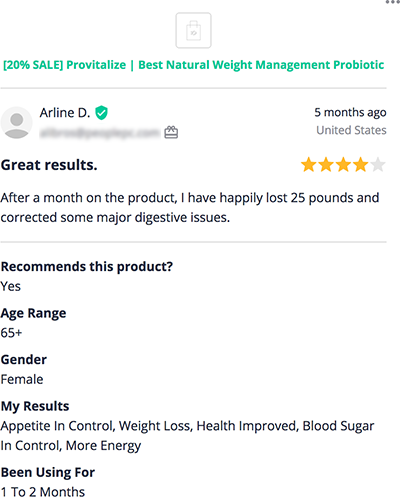 [20% SALE] Provitalize | Best Natural Weight Management Probiotic
Arline D.
5 months ago
United States
Great results.
After a month on the product, I have happily lost 25 pounds and
corrected some major digestive issues.
Recommends this product?
Yes
Age Range
65+
Gender
Female
My Results
Appetite In Control, Weight Loss, Health Improved, Blood Sugar
In Control, More Energy
Been Using For
1 To 2 Months